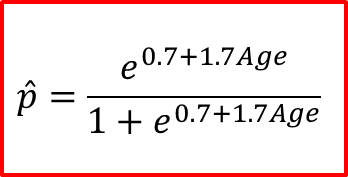 p̂ = e^{0.7+1.7Age} / 1 + e^{0.7+1.7Age}